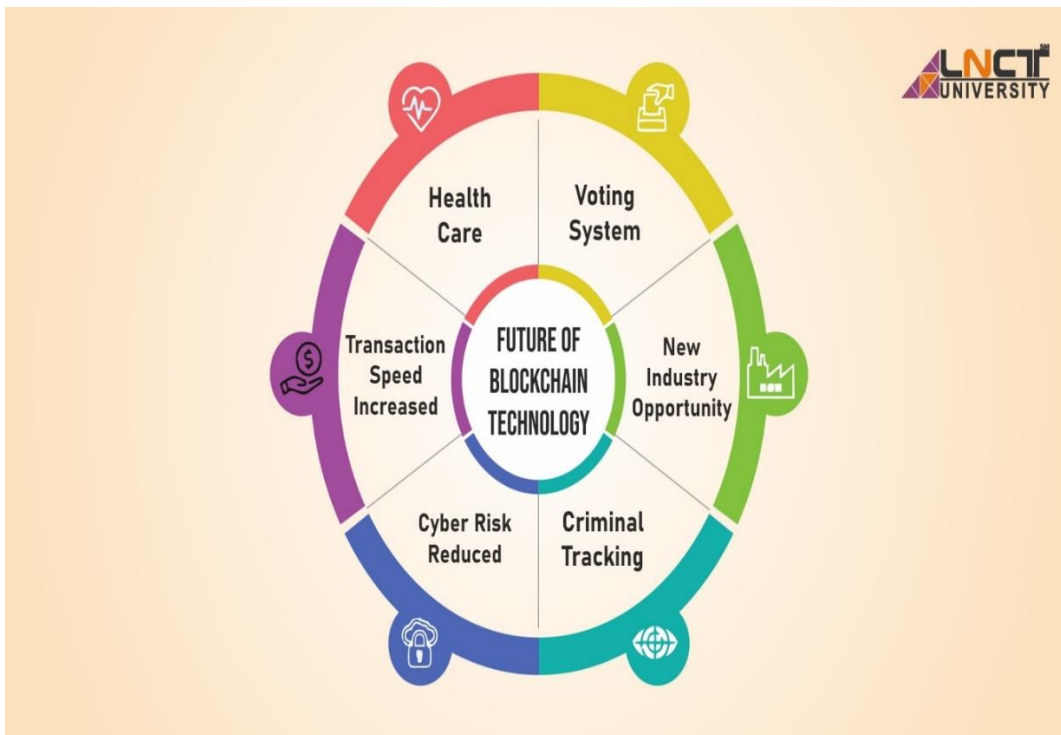 LNCT
UNIVERSITY
Health
Care
Voting
System
Transaction
Speed
Increased
FUTURE OF
BLOCKCHAIN
TECHNOLOGY
New
Industry
Opportunity
Cyber Risk
Reduced
Criminal
Tracking
$